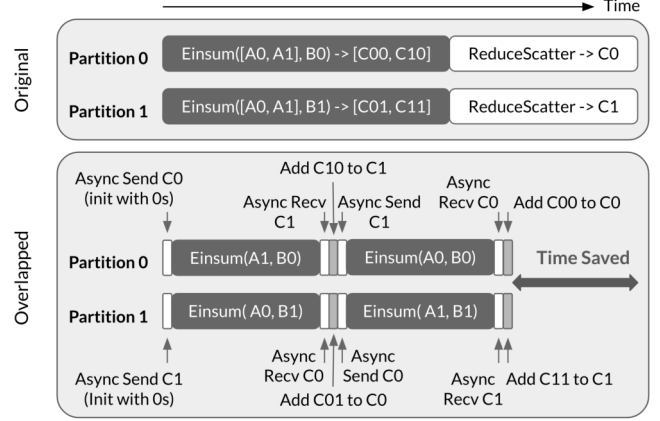 Time
Original
Partition 0
Einsum([A0, A1], B0) -> [C00, C10]
ReduceScatter -> C0
Partition 1
Einsum([A0, A1], B1) -> [C01, C11]
ReduceScatter -> C1
Overlapped
Async Send C0
(init with 0s)
Add C10 to C1
Async Recv
C1
Async Send
C1
Async
Recv C0
Add C00 to C0
Partition 0
Einsum(A1, B0)
Einsum(A0, B0)
Time Saved
Partition 1
Einsum( A0, B1)
Einsum( A1, B1)
Async Send C1
(Init with 0s)
Async
Recv C0
Async
Send C0
Add C01 to C0
Async
Recv C1
Add C11 to C1